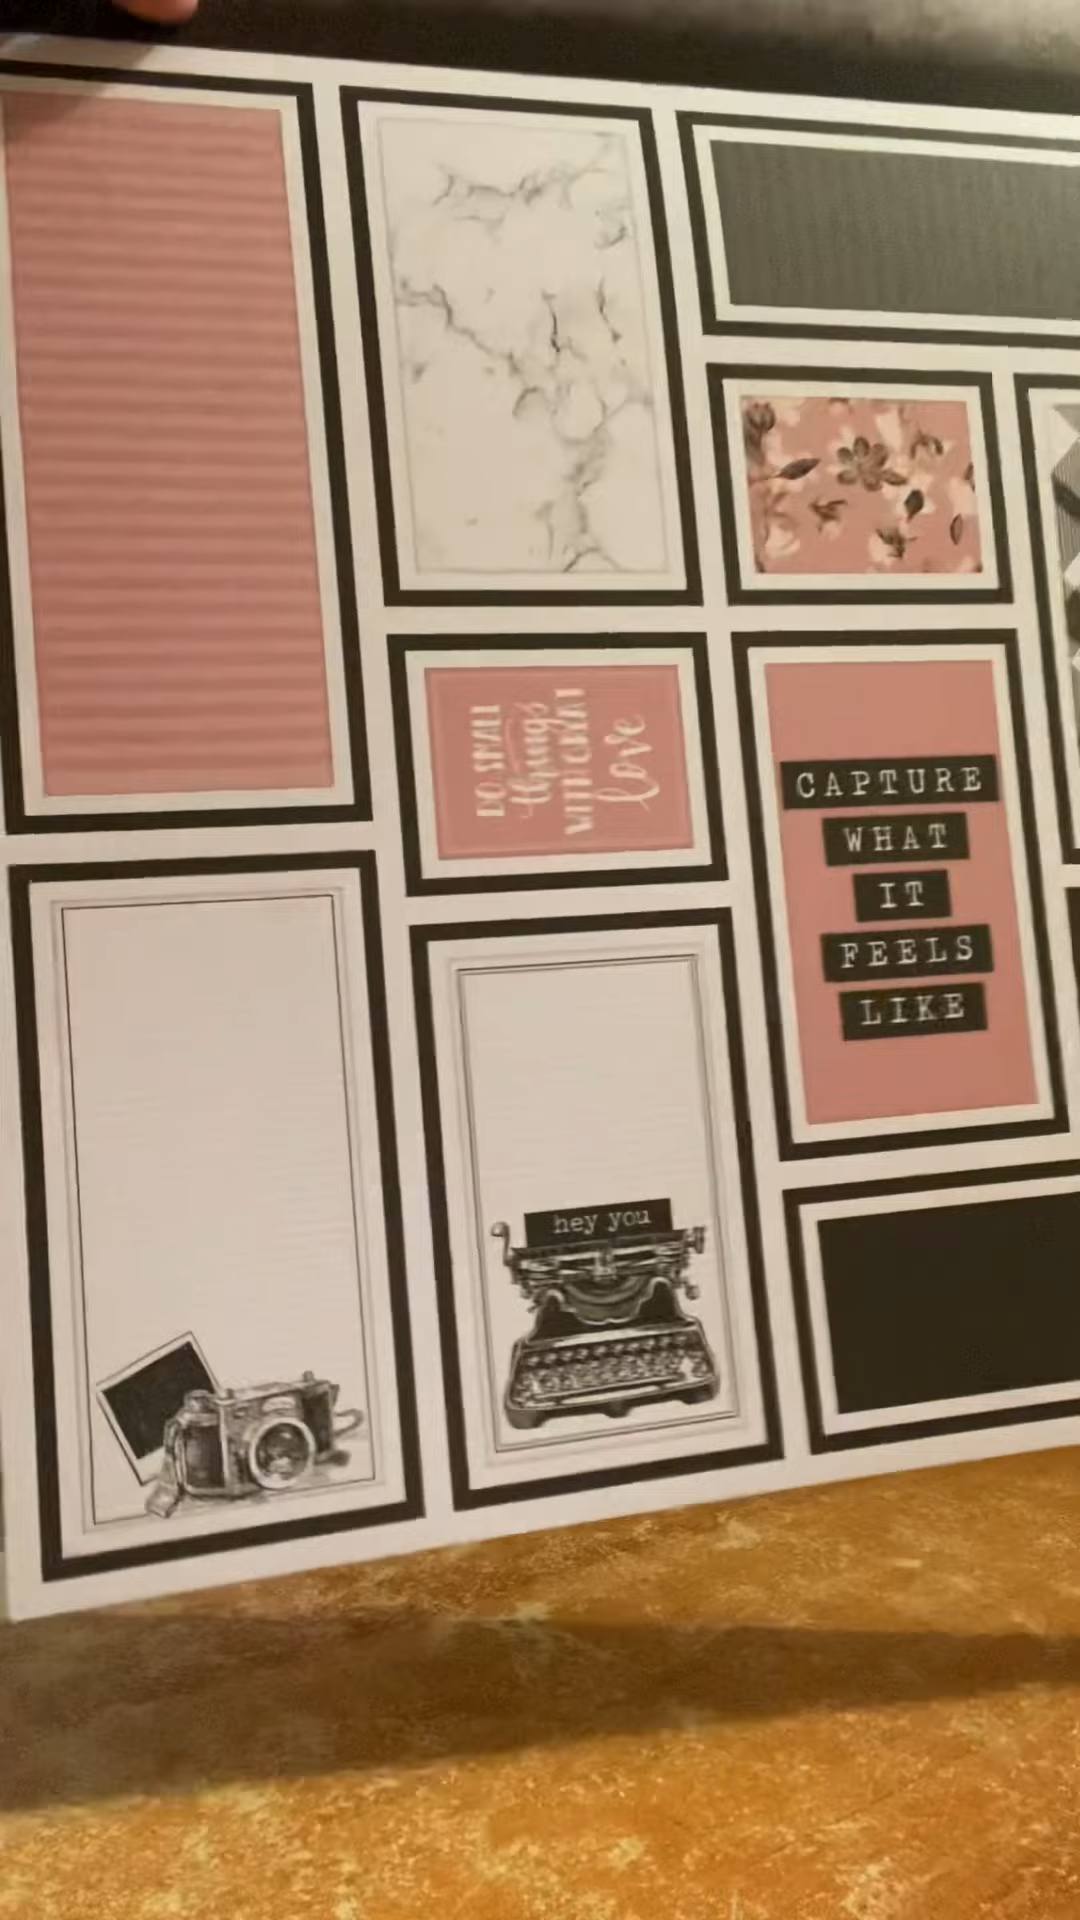 DO SMALL
things
WITH GREAT
love
CAPTURE
WHAT
IT
FEELS
LIKE
hey you